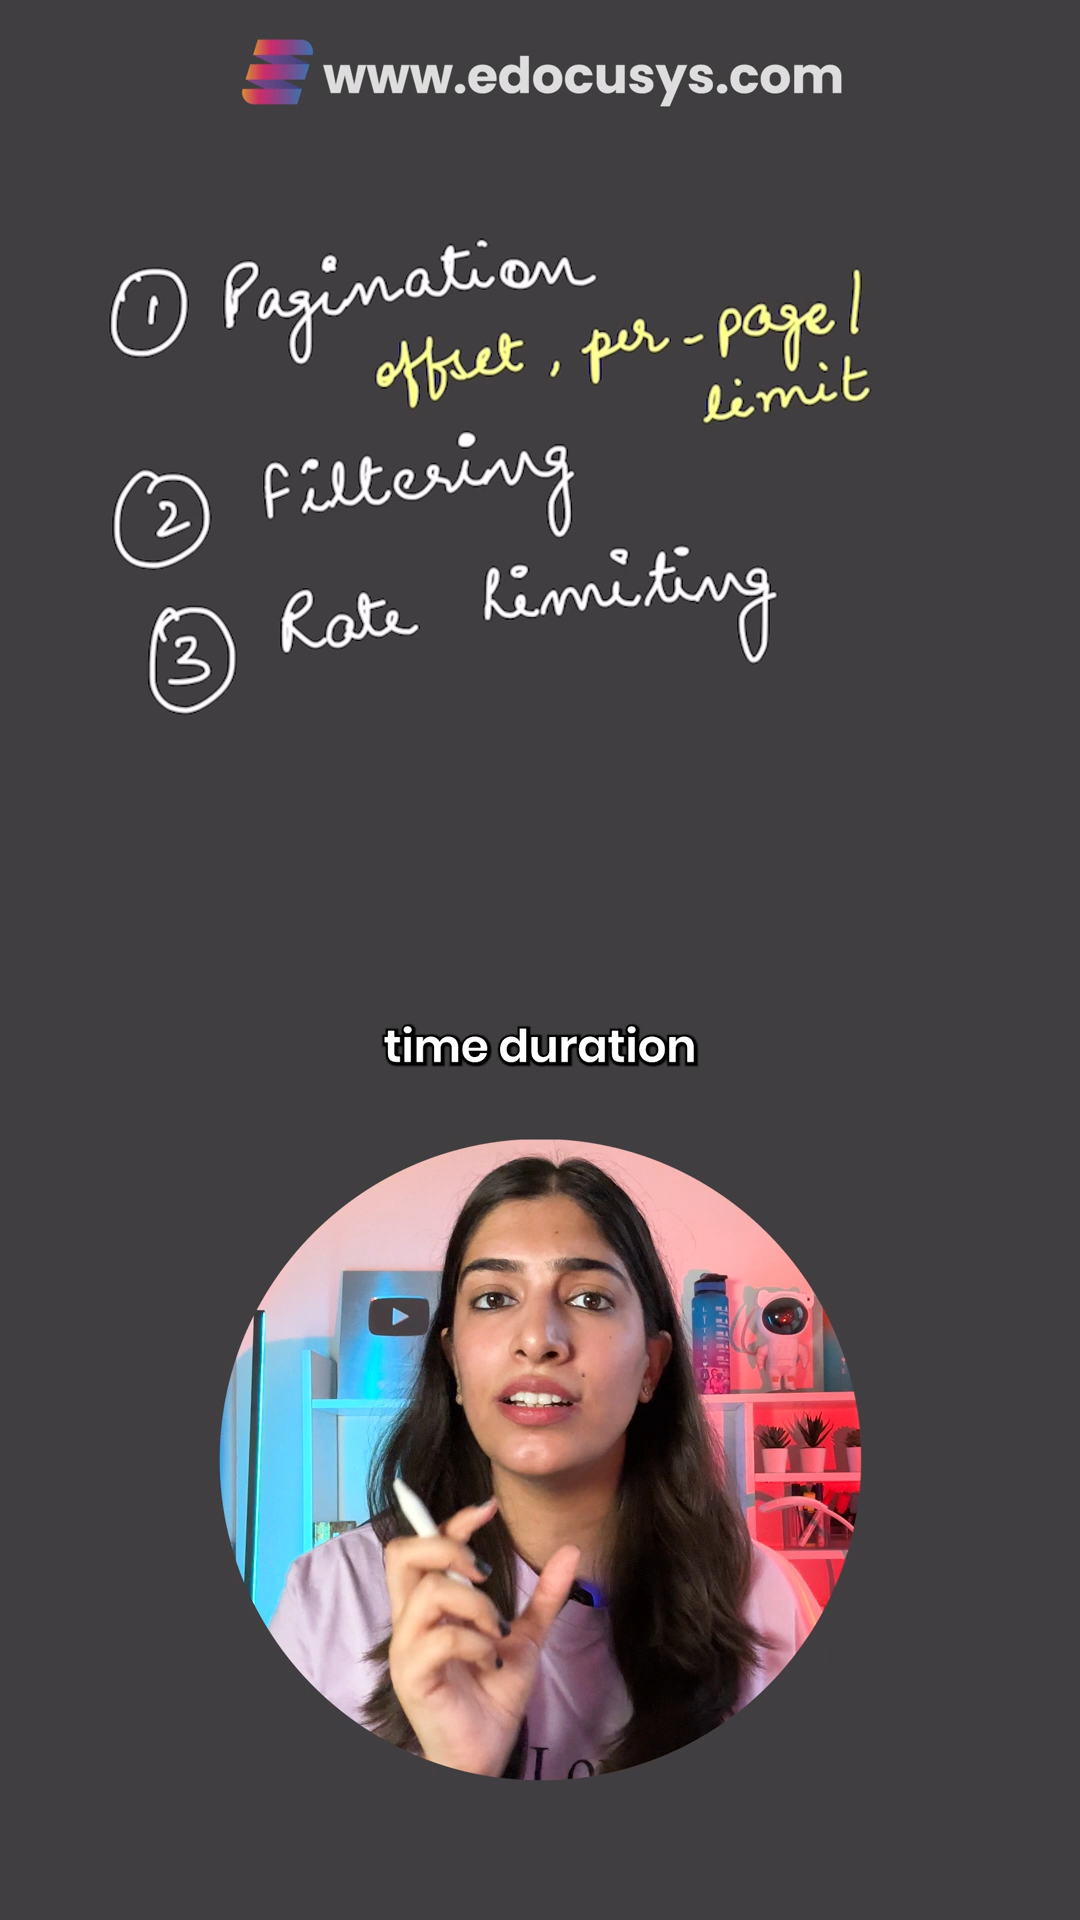 www.edocusys.com
1 Pagination
offset, per-page/
limit
2 Filtering
3 Rate Limiting
time duration